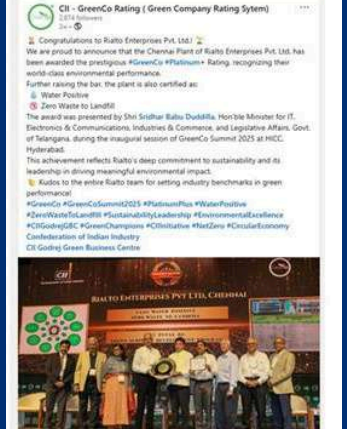 CII - GreenCo Rating ( Green Company Rating Sytem)
2,874 followers
2w
Congratulations to Rialto Enterprises Pvt. Ltd.!
We are proud to announce that the Chennai Plant of Rialto Enterprises Pvt. Ltd. has
been awarded the prestigious #GreenCo #Platinum+ Rating, recognizing their
world-class environmental performance.
Further raising the bar, the plant is also certified as:
Water Positive
Zero Waste to Landfill
The award was presented by Shri Sridhar Babu Duddilla, Hon'ble Minister for IT,
Electronics & Communications, Industries & Commerce, and Legislative Affairs, Govt.
of Telangana, during the inaugural session of GreenCo Summit 2025 at HICC,
Hyderabad.
This achievement reflects Rialto's deep commitment to sustainability and its
leadership in driving meaningful environmental impact.
Kudos to the entire Rialto team for setting industry benchmarks in green
performance!
#GreenCo #GreenCoSummit2025 #PlatinumPlus #WaterPositive
#ZeroWasteToLandfill #SustainabilityLeadership #EnvironmentalExcellence
#CIIGodrejGBC #GreenChampions #CIIInitiative #NetZero #CircularEconomy
Confederation of Indian Industry
CII Godrej Green Business Centre
CII
RIALTO ENTERPRISES PVT LTD, CHENNAI